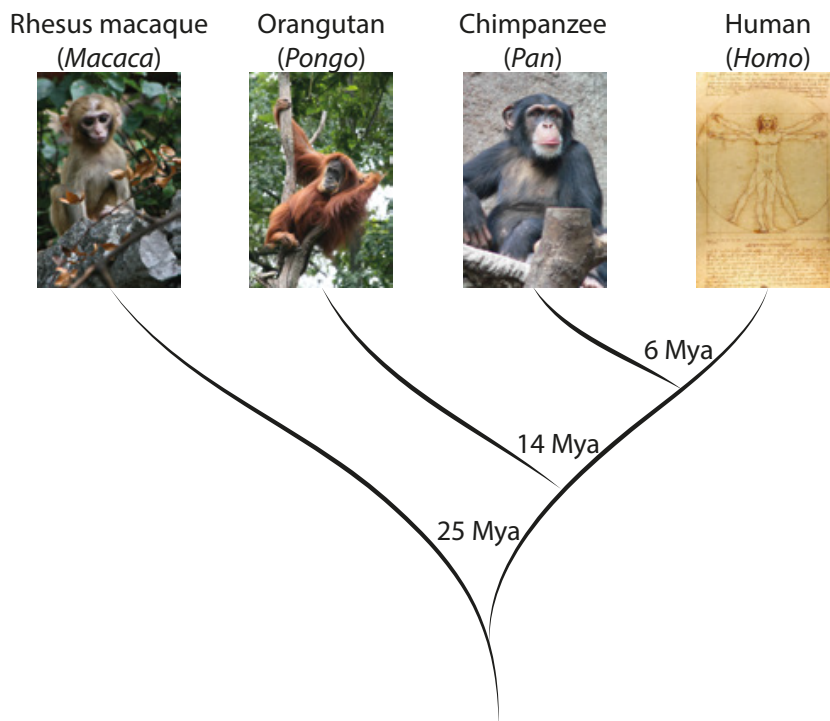 Rhesus macaque
(Macaca)
Orangutan
(Pongo)
Chimpanzee
(Pan)
Human
(Homo)
6 Mya
14 Mya
25 Mya